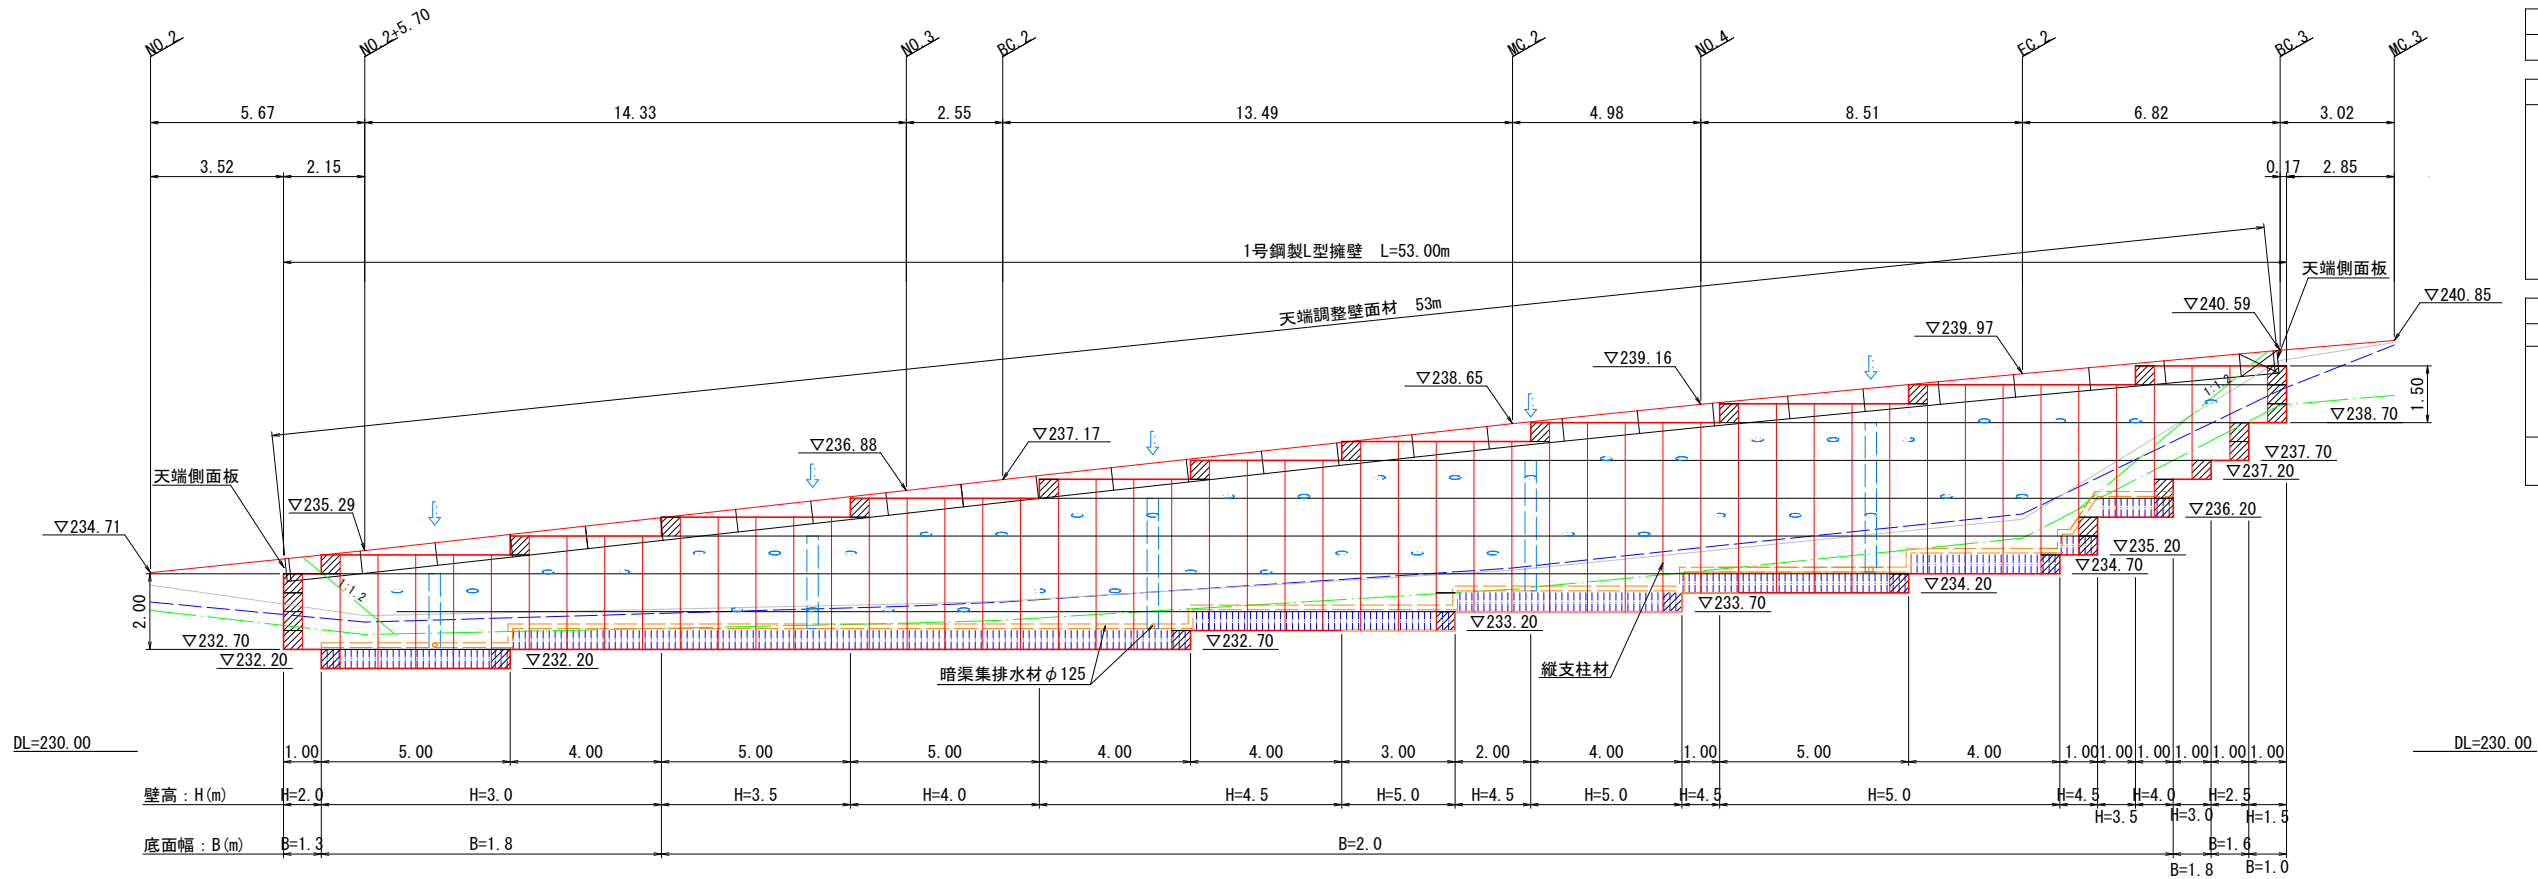 NO.2 NO.2+5.70 NO.3 BC.2 MC.2 NO.4 EC.2 BC.3 MC.3
5.67 14.33 2.55 13.49 4.98 8.51 6.82 3.02
3.52 2.15 0.17 2.85
1号鋼製L型擁壁 L=53.00m
天端側面板
天端調整壁面材 53m
▽240.59 ▽240.85
▽239.97
▽239.16
▽238.65
1:1.2
1.50
▽238.70
▽237.17
▽236.88
▽237.70
▽237.20
天端側面板
▽235.29
▽236.20
▽234.71
▽235.20
▽234.70
▽234.20
1:1.2
2.00
▽233.70
▽233.20
▽232.70
▽232.70
▽232.20
▽232.20
暗渠集排水材φ125
縦支柱材
DL=230.00 DL=230.00
1.00 5.00 4.00 5.00 5.00 4.00 4.00 3.00 2.00 4.00 1.00 5.00 4.00 1.00 1.00 1.00 1.00 1.00 1.00
壁高：H(m) H=2.0 H=3.0 H=3.5 H=4.0 H=4.5 H=5.0 H=4.5 H=5.0 H=4.5 H=5.0 H=4.5 H=4.0 H=2.5
H=3.5 H=3.0 H=1.5
底面幅：B(m) B=1.3 B=1.8 B=2.0 B=1.6
B=1.8 B=1.0